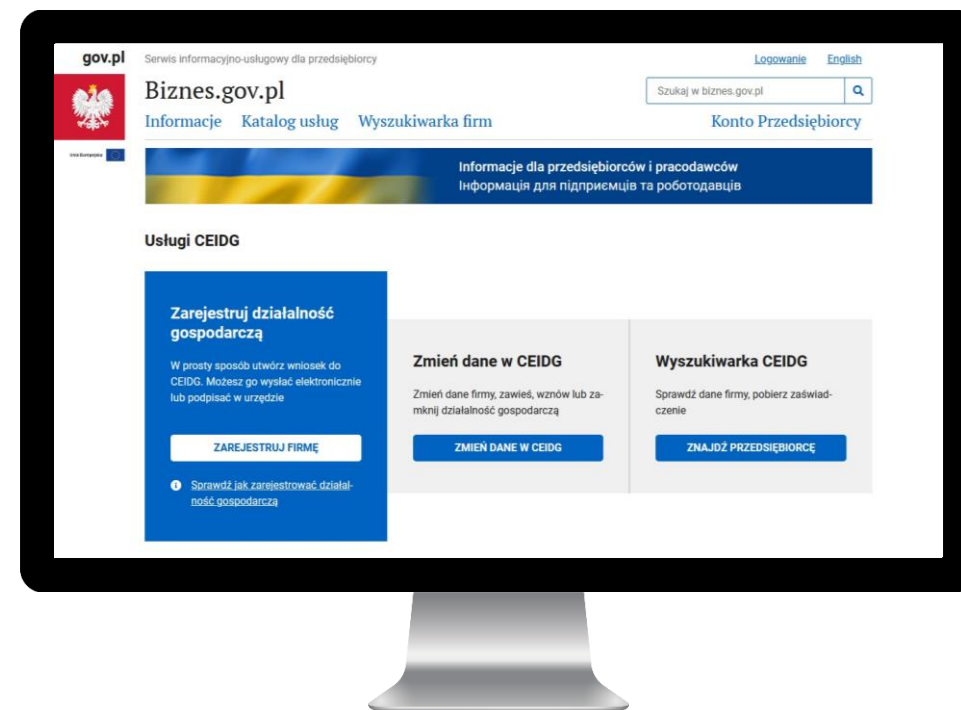 gov.pl
Serwis informacyjno-usługowy dla przedsiębiorcy
Logowanie English
Biznes.gov.pl
Szukaj w biznes.gov.pl
Informacje Katalog usług Wyszukiwarka firm
Konto Przedsiębiorcy
Unia Europejska
Informacje dla przedsiębiorców i pracodawców
Інформація для підприємців та роботодавців
Usługi CEIDG
Zarejestruj działalność
gospodarczą
W prosty sposób utwórz wniosek do
CEIDG. Możesz go wysłać elektronicznie
lub podpisać w urzędzie
ZAREJESTRUJ FIRMĘ
Sprawdź jak zarejestrować działal-
ność gospodarczą
Zmień dane w CEIDG
Zmień dane firmy, zawieś, wznów lub za-
mknij działalność gospodarczą
ZMIEŃ DANE W CEIDG
Wyszukiwarka CEIDG
Sprawdź dane firmy, pobierz zaświad-
czenie
ZNAJDŹ PRZEDSIĘBIORCĘ